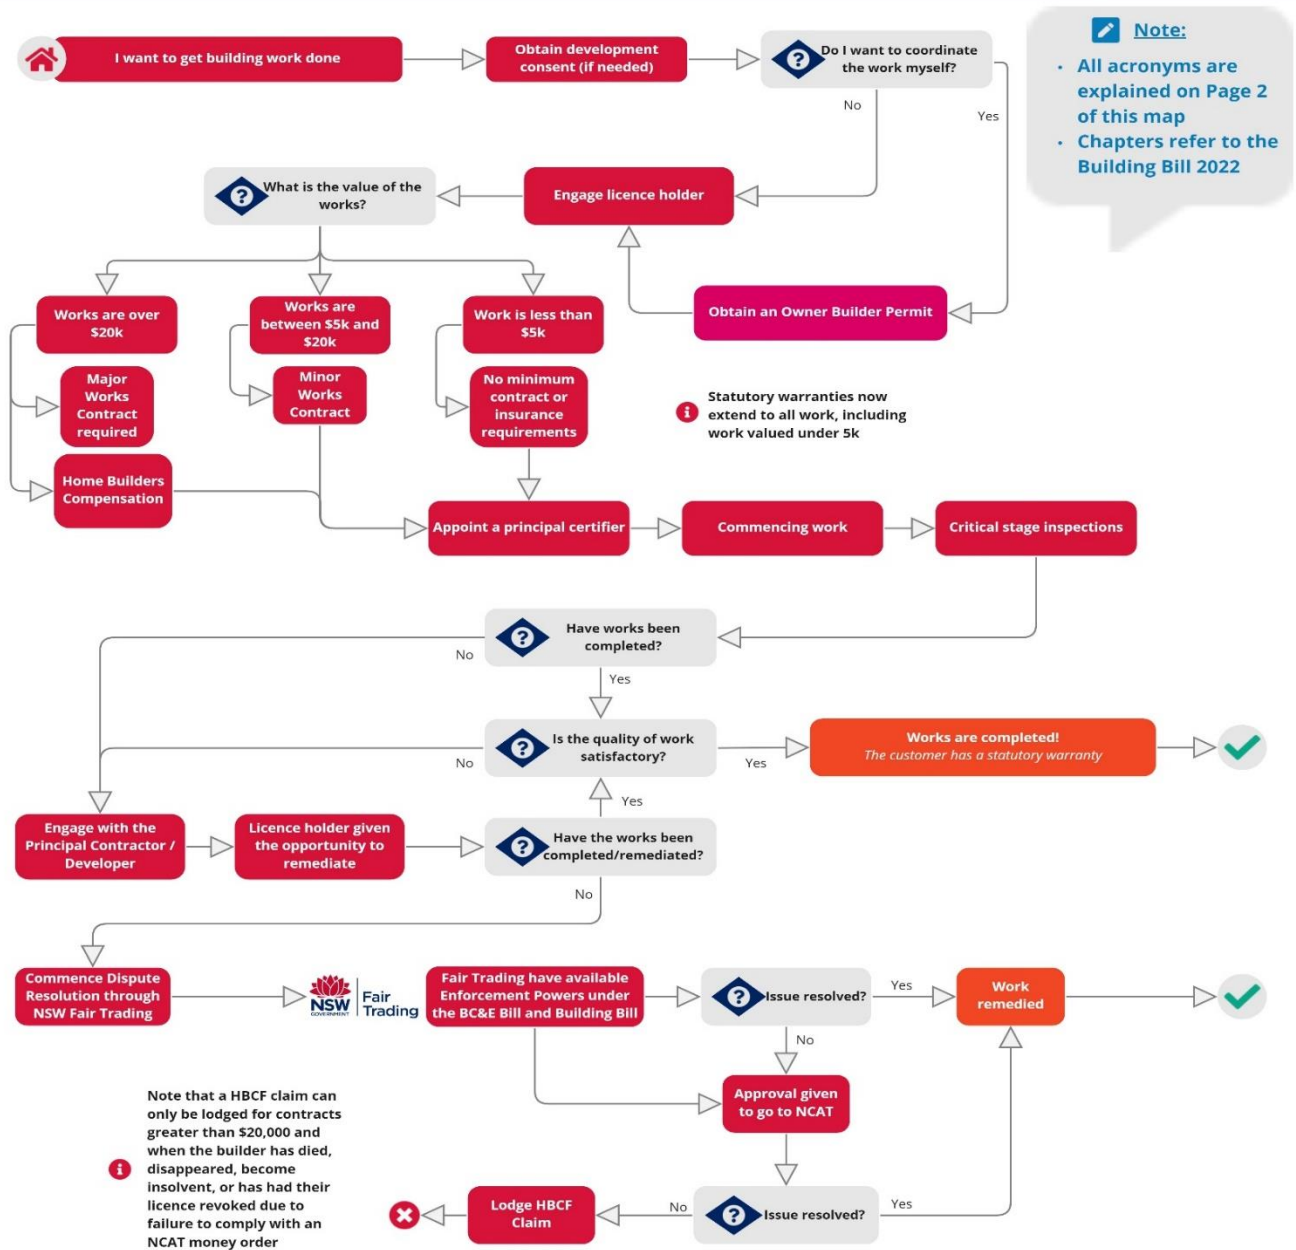 I want to get building work done
Obtain development
consent (if needed)
Do I want to coordinate
the work myself?
Note:
• All acronyms are
explained on Page 2
of this map
• Chapters refer to the
Building Bill 2022
No
Yes
What is the value of the
works?
Engage licence holder
Works are over
$20k
Works are
between $5k and
$20k
Work is less than
$5k
Obtain an Owner Builder Permit
Major
Works
Contract
required
Minor
Works
Contract
No minimum
contract or
insurance
requirements
Statutory warranties now
extend to all work, including
work valued under 5k
Home Builders
Compensation
Appoint a principal certifier
Commencing work
Critical stage inspections
Have works been
completed?
No
Yes
Is the quality of work
satisfactory?
No
Yes
Works are completed!
The customer has a statutory warranty
Yes
Engage with the
Principal Contractor /
Developer
Licence holder given
the opportunity to
remediate
Have the works been
completed/remediated?
No
Commence Dispute
Resolution through
NSW Fair Trading
NSW
GOVERNMENT
Fair
Trading
Fair Trading have available
Enforcement Powers under
the BC&E Bill and Building Bill
Issue resolved?
Yes
Work
remedied
No
Approval given
to go to NCAT
Note that a HBCF claim can
only be lodged for contracts
greater than $20,000 and
when the builder has died,
disappeared, become
insolvent, or has had their
licence revoked due to
failure to comply with an
NCAT money order
Lodge HBCF
Claim
No
Issue resolved?
Yes